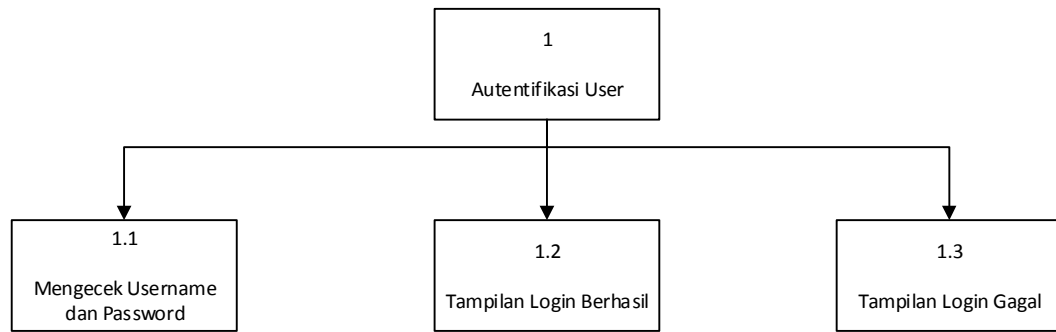 1
Autentifikasi User
1.1
Mengecek Username
dan Password
1.2
Tampilan Login Berhasil
1.3
Tampilan Login Gagal